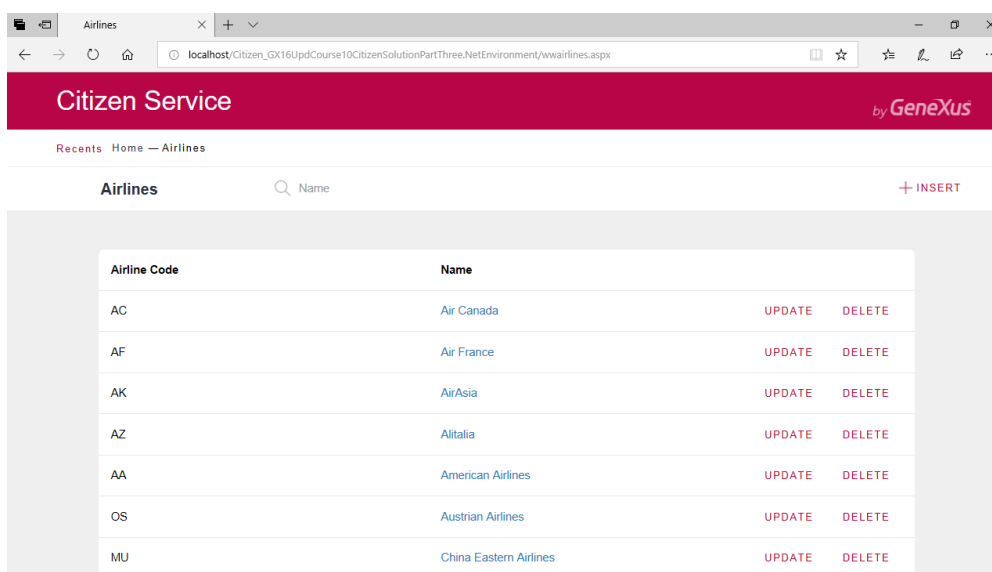 Airlines
localhost/Citizen_GX16UpdCourse10CitizenSolutionPartThree.NetEnvironment/wwairlines.aspx
Citizen Service
by GeneXus
Recents Home — Airlines
Airlines Name INSERT
Airline Code Name
AC Air Canada UPDATE DELETE
AF Air France UPDATE DELETE
AK AirAsia UPDATE DELETE
AZ Alitalia UPDATE DELETE
AA American Airlines UPDATE DELETE
OS Austrian Airlines UPDATE DELETE
MU China Eastern Airlines UPDATE DELETE